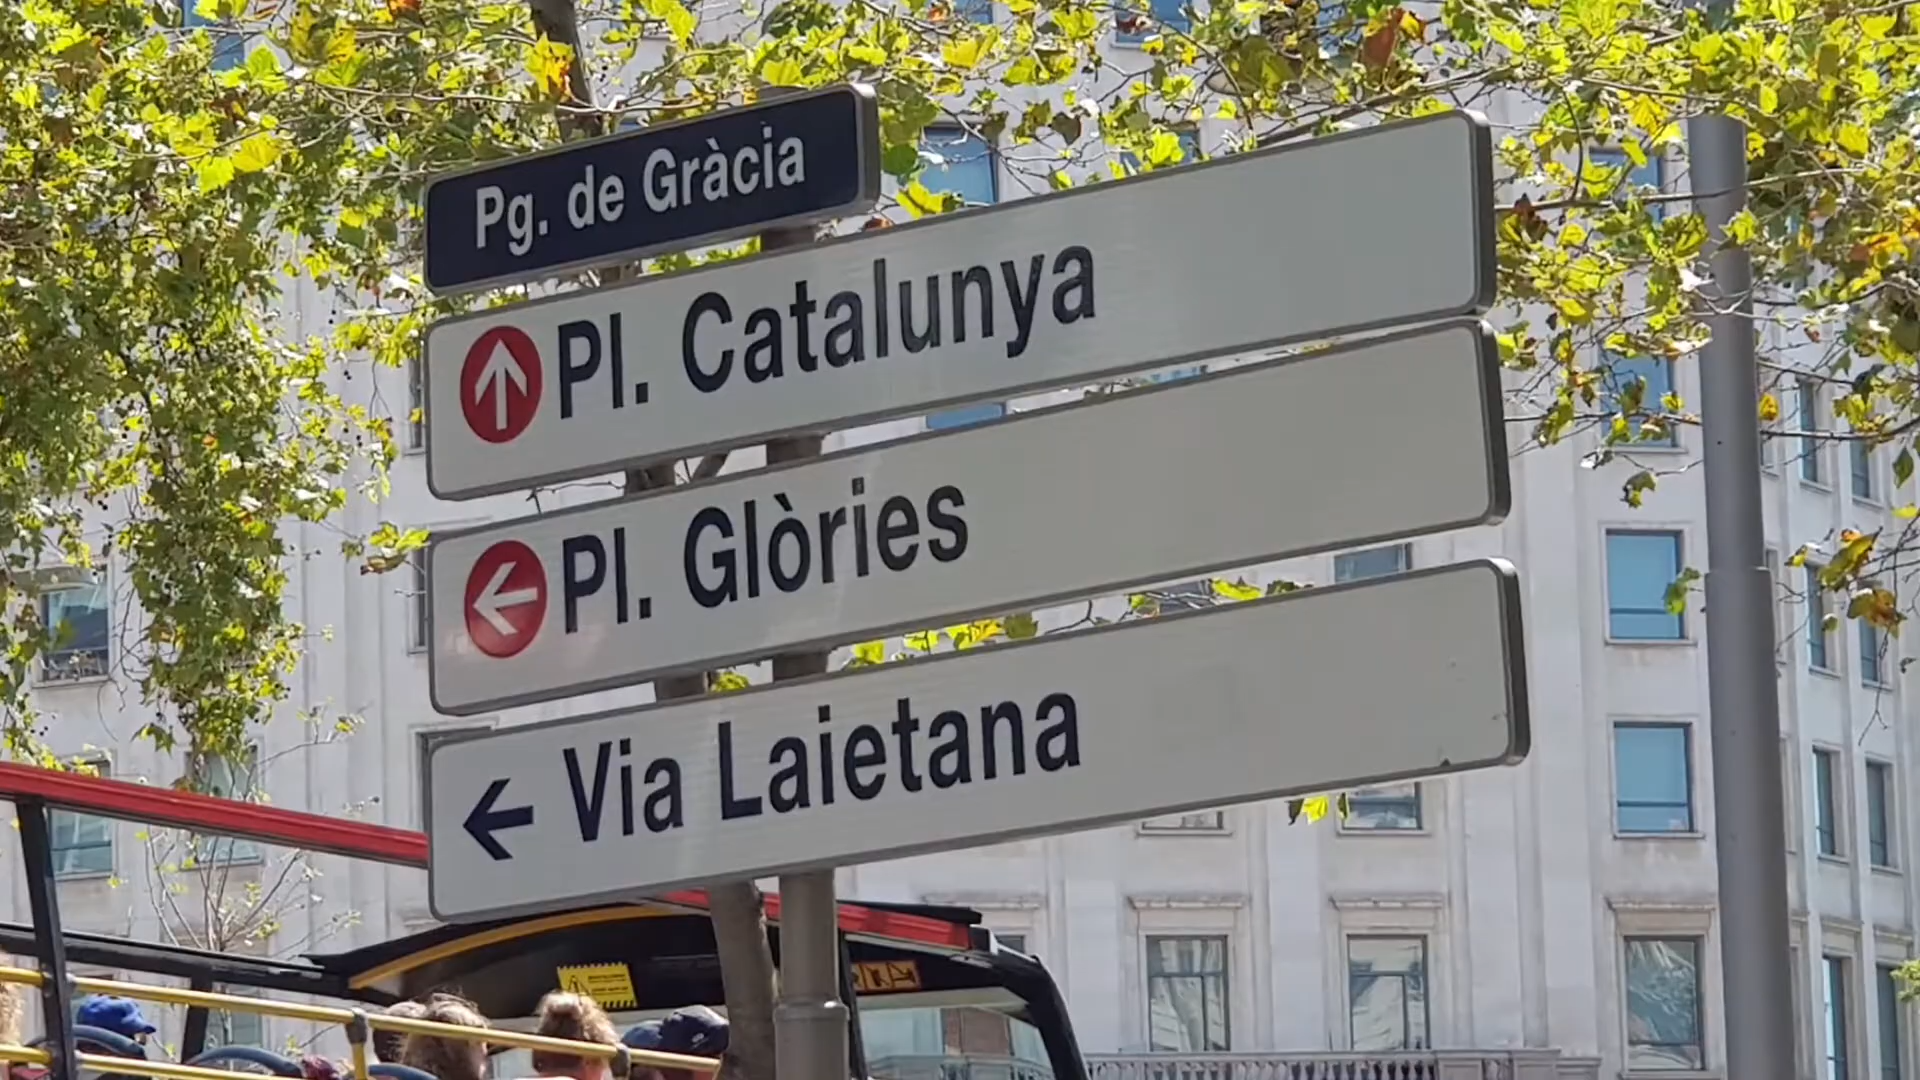 Pg. de Gràcia
Pl. Catalunya
Pl. Glòries
Via Laietana